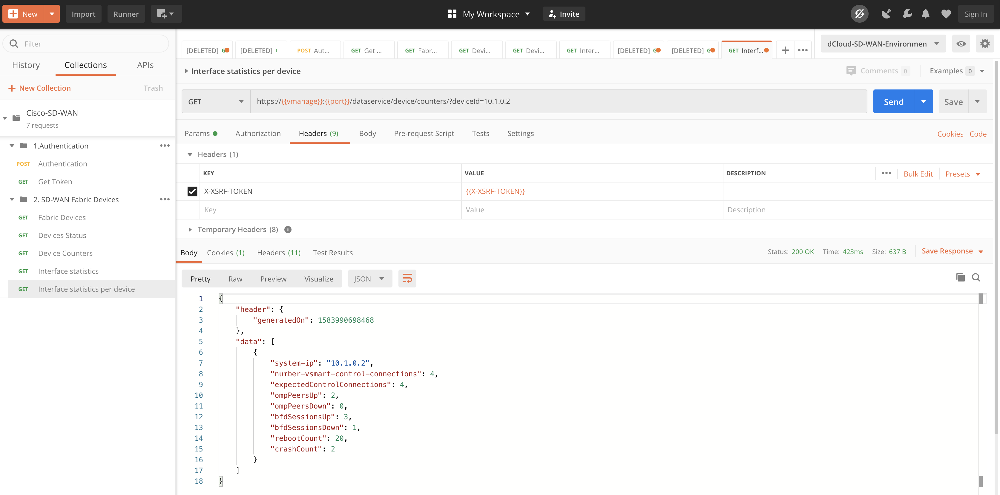 New
Import
Runner
My Workspace
Invite
Sign In
Filter
History
Collections
APIs
New Collection
Trash
Cisco-SD-WAN
7 requests
1.Authentication
POST Authentication
GET Get Token
2. SD-WAN Fabric Devices
GET Fabric Devices
GET Devices Status
GET Device Counters
GET Interface statistics
GET Interface statistics per device
[DELETED] G
[DELETED]
POST Aut...
GET Get ...
GET Fabr...
GET Devi...
GET Devi...
GET Inter...
[DELETED] G
[DELETED] G
GET Interf...
dCloud-SD-WAN-Environmen
Interface statistics per device
Comments 0
Examples 0
GET
https://{{vmanage}}:{{port}}/dataservice/device/counters/?deviceId=10.1.0.2
Send
Save
Params
Authorization
Headers (9)
Body
Pre-request Script
Tests
Settings
Cookies
Code
Headers (1)
KEY
VALUE
DESCRIPTION
Bulk Edit
Presets
X-XSRF-TOKEN
{{X-XSRF-TOKEN}}
Key
Value
Description
Temporary Headers (8)
Body
Cookies (1)
Headers (11)
Test Results
Status: 200 OK
Time: 423ms
Size: 637 B
Save Response
Pretty
Raw
Preview
Visualize
JSON
1 {
2 "header": {
3 "generatedOn": 1583990698468
4 },
5 "data": [
6 {
7 "system-ip": "10.1.0.2",
8 "number-vsmart-control-connections": 4,
9 "expectedControlConnections": 4,
10 "ompPeersUp": 2,
11 "ompPeersDown": 0,
12 "bfdSessionsUp": 3,
13 "bfdSessionsDown": 1,
14 "rebootCount": 20,
15 "crashCount": 2
16 }
17 ]
18 }